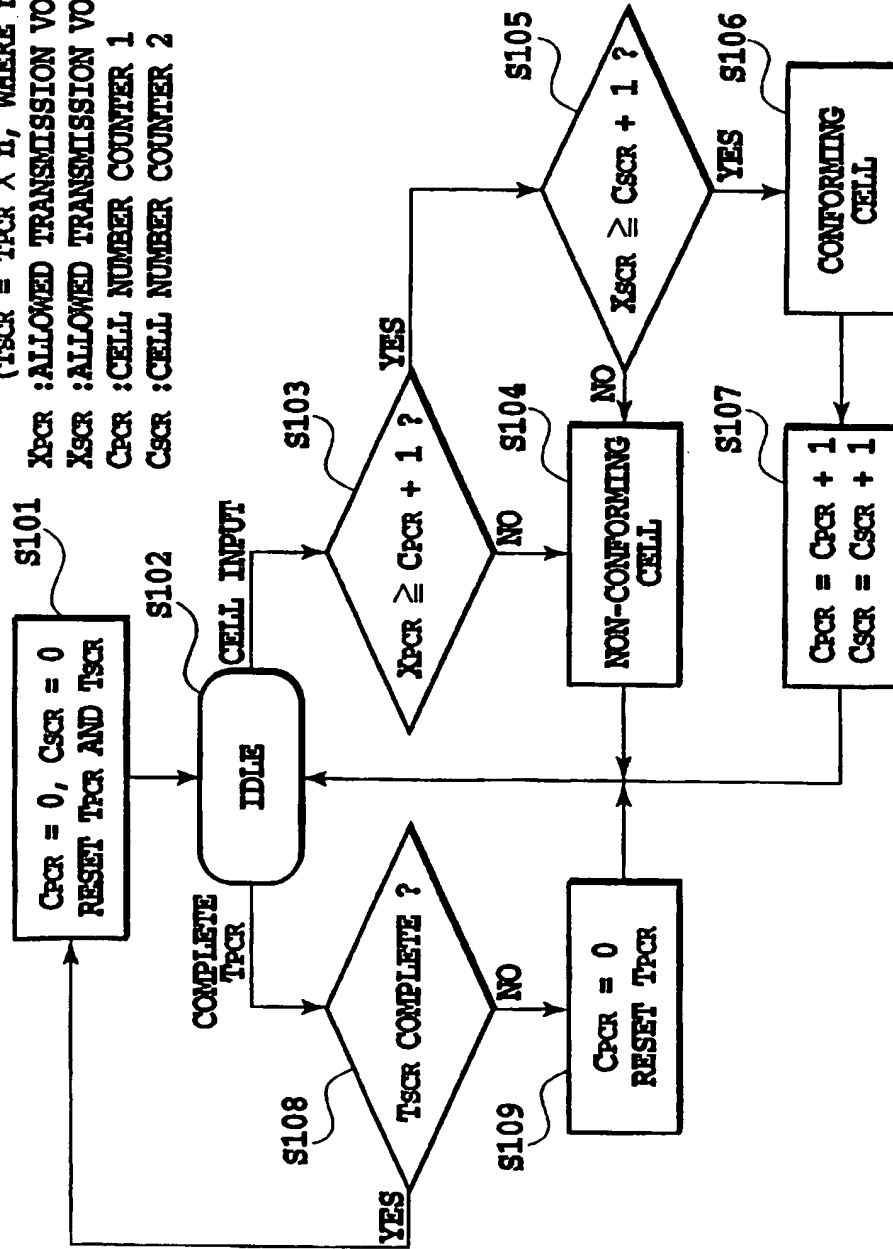 (TSCR = TPCR X n, WHERE
XPCR :ALLOWED TRANSMISSION
XSCR :ALLOWED TRANSMISSION
CPCR :CELL NUMBER COUNTER 1
CSCR :CELL NUMBER COUNTER 2
S101
CPCR = 0, CSCR = 0
RESET TPCR AND TSCR
S102
IDLE
CELL INPUT
COMPLETE
TPCR
S103
XPCR ≧ CPCR + 1 ?
YES
NO
S104
NON-CONFORMING
CELL
S105
XSCR ≧ CSCR + 1 ?
NO
YES
S106
CONFORMING
CELL
S107
CPCR = CPCR + 1
CSCR = CSCR + 1
S108
TSCR COMPLETE ?
YES
NO
S109
CPCR = 0
RESET TPCR